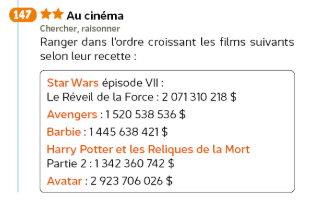 147 ★★ Au cinéma
Chercher, raisonner
Ranger dans l'ordre croissant les films suivants
selon leur recette :
Star Wars épisode VII :
Le Réveil de la Force : 2 071 310 218 $
Avengers : 1 520 538 536 $
Barbie : 1 445 638 421 $
Harry Potter et les Reliques de la Mort
Partie 2 : 1 342 360 742 $
Avatar : 2 923 706 026 $